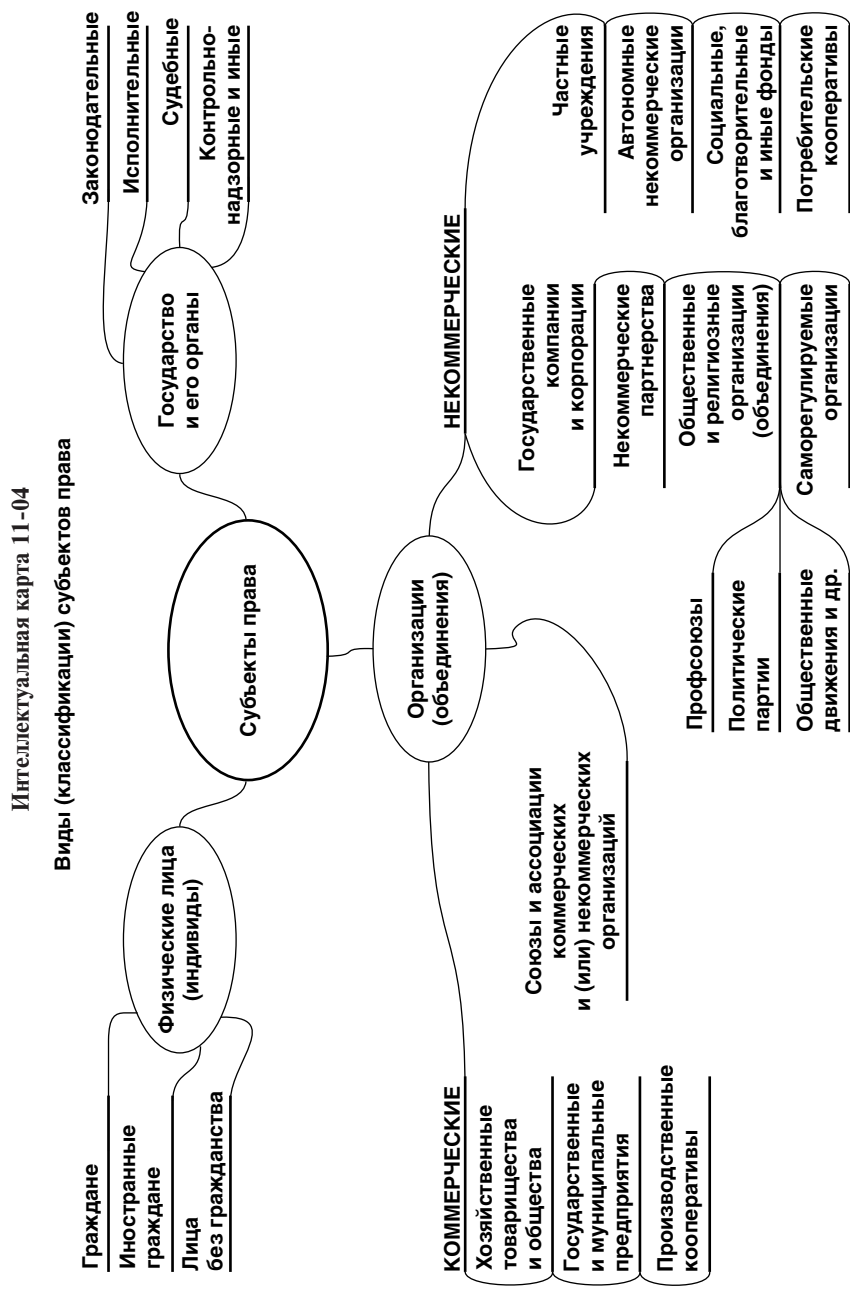 Интеллектуальная карта 11-04
Виды (классификации) субъектов права
Граждане
Иностранные
граждане
Лица
без гражданства
Физические лица
(индивиды)
Субъекты права
Государство
и его органы
Законодательные
Исполнительные
Судебные
Контрольно-
надзорные и иные
Организации
(объединения)
КОММЕРЧЕСКИЕ
Хозяйственные
товарищества
и общества
Государственные
и муниципальные
предприятия
Производственные
кооперативы
Союзы и ассоциации
коммерческих
и (или) некоммерческих
организаций
НЕКОММЕРЧЕСКИЕ
Государственные
компании
и корпорации
Некоммерческие
партнерства
Общественные
и религиозные
организации
(объединения)
Саморегулируемые
организации
Профсоюзы
Политические
партии
Общественные
движения и др.
Частные
учреждения
Автономные
некоммерческие
организации
Социальные,
благотворительные
и иные фонды
Потребительские
кооперативы